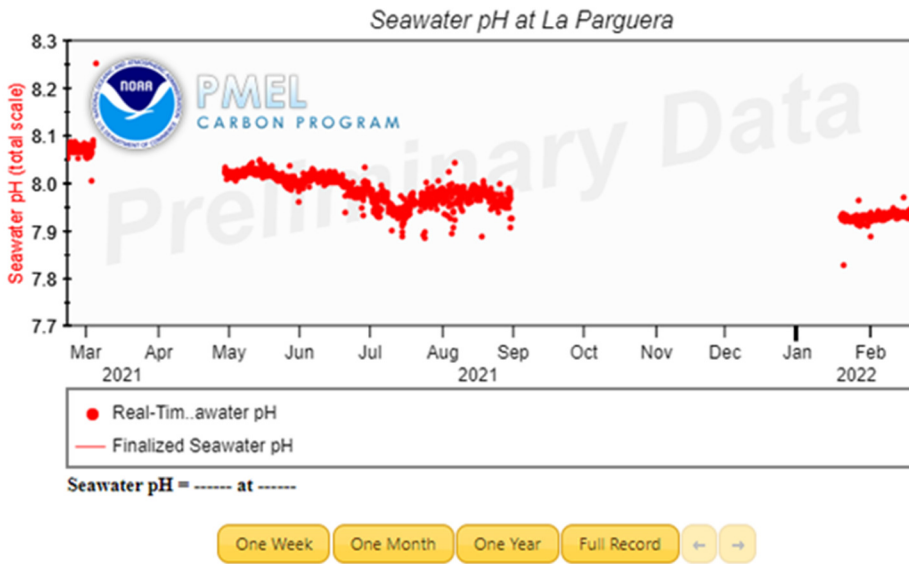 Seawater pH at La Parguera
8.3
8.2
8.1
8.0
7.9
7.8
7.7
Seawater pH (total scale)
NOAA
PMEL
CARBON PROGRAM
Preliminary Data
Mar Apr May Jun Jul Aug Sep Oct Nov Dec Jan Feb
2021 2021 2022
Real-Tim..awater pH
Finalized Seawater pH
Seawater pH = ------ at ------
One Week One Month One Year Full Record ← →